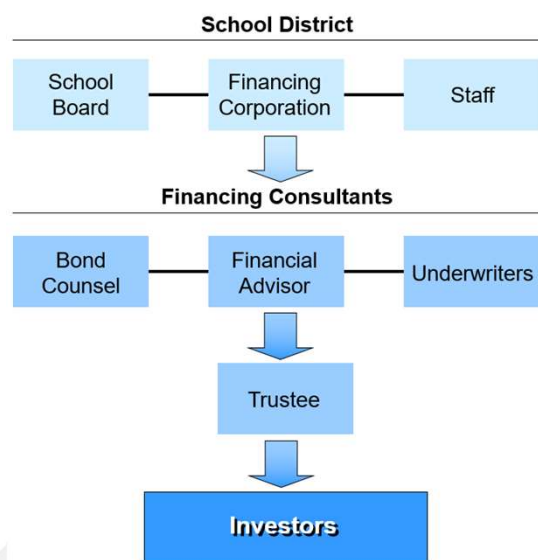 School District
School
Board
Financing
Corporation
Staff
Financing Consultants
Bond
Counsel
Financial
Advisor
Underwriters
Trustee
Investors